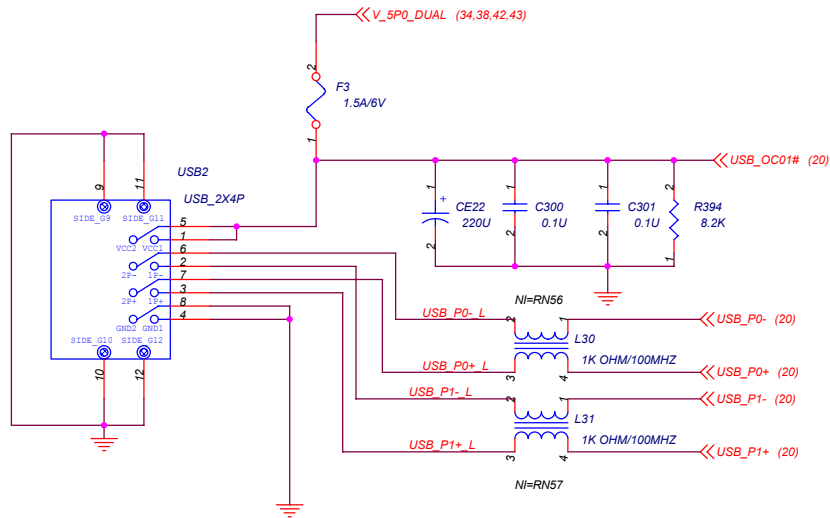 V_5P0_DUAL (34,38,42,43)
2
F3
1.5A/6V
1
USB_OC01# (20)
USB2
USB_2X4P
9
11
SIDE_G9
SIDE_G11
5
VCC2
VCC1
1
6
2P-
1P-
2
7
2P+
1P+
3
8
GND2
GND1
4
SIDE_G10
SIDE_G12
10
12
1
+
CE22
220U
2
1
C300
0.1U
2
1
C301
0.1U
2
2
R394
8.2K
1
NI=RN56
USB_P0-_L
2
1
USB_P0- (20)
L30
1K OHM/100MHZ
USB_P0+_L
3
4
USB_P0+ (20)
USB_P1-_L
2
1
USB_P1- (20)
L31
1K OHM/100MHZ
USB_P1+_L
3
4
USB_P1+ (20)
NI=RN57